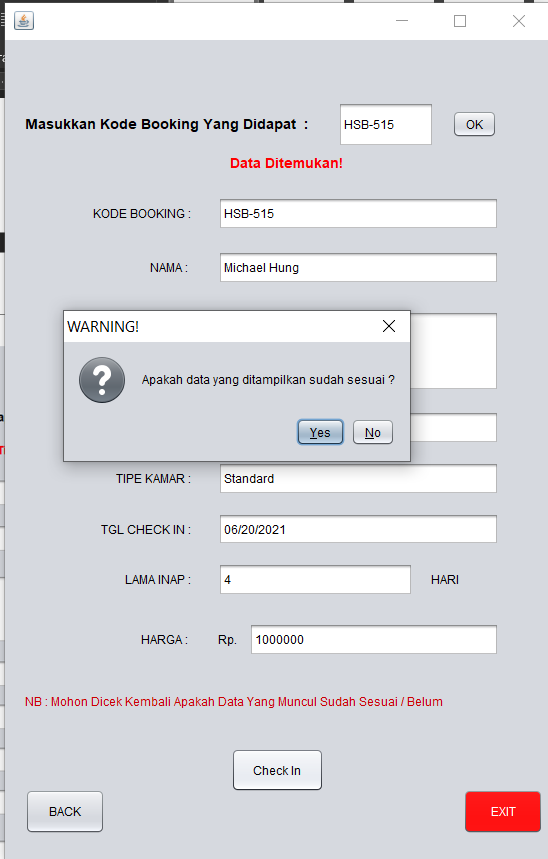 Masukkan Kode Booking Yang Didapat :
HSB-515
OK
Data Ditemukan!
KODE BOOKING :
HSB-515
NAMA :
Michael Hung
WARNING!
Apakah data yang ditampilkan sudah sesuai ?
Yes
No
TIPE KAMAR :
Standard
TGL CHECK IN :
06/20/2021
LAMA INAP :
4
HARI
HARGA :
Rp.
1000000
NB : Mohon Dicek Kembali Apakah Data Yang Muncul Sudah Sesuai / Belum
Check In
BACK
EXIT